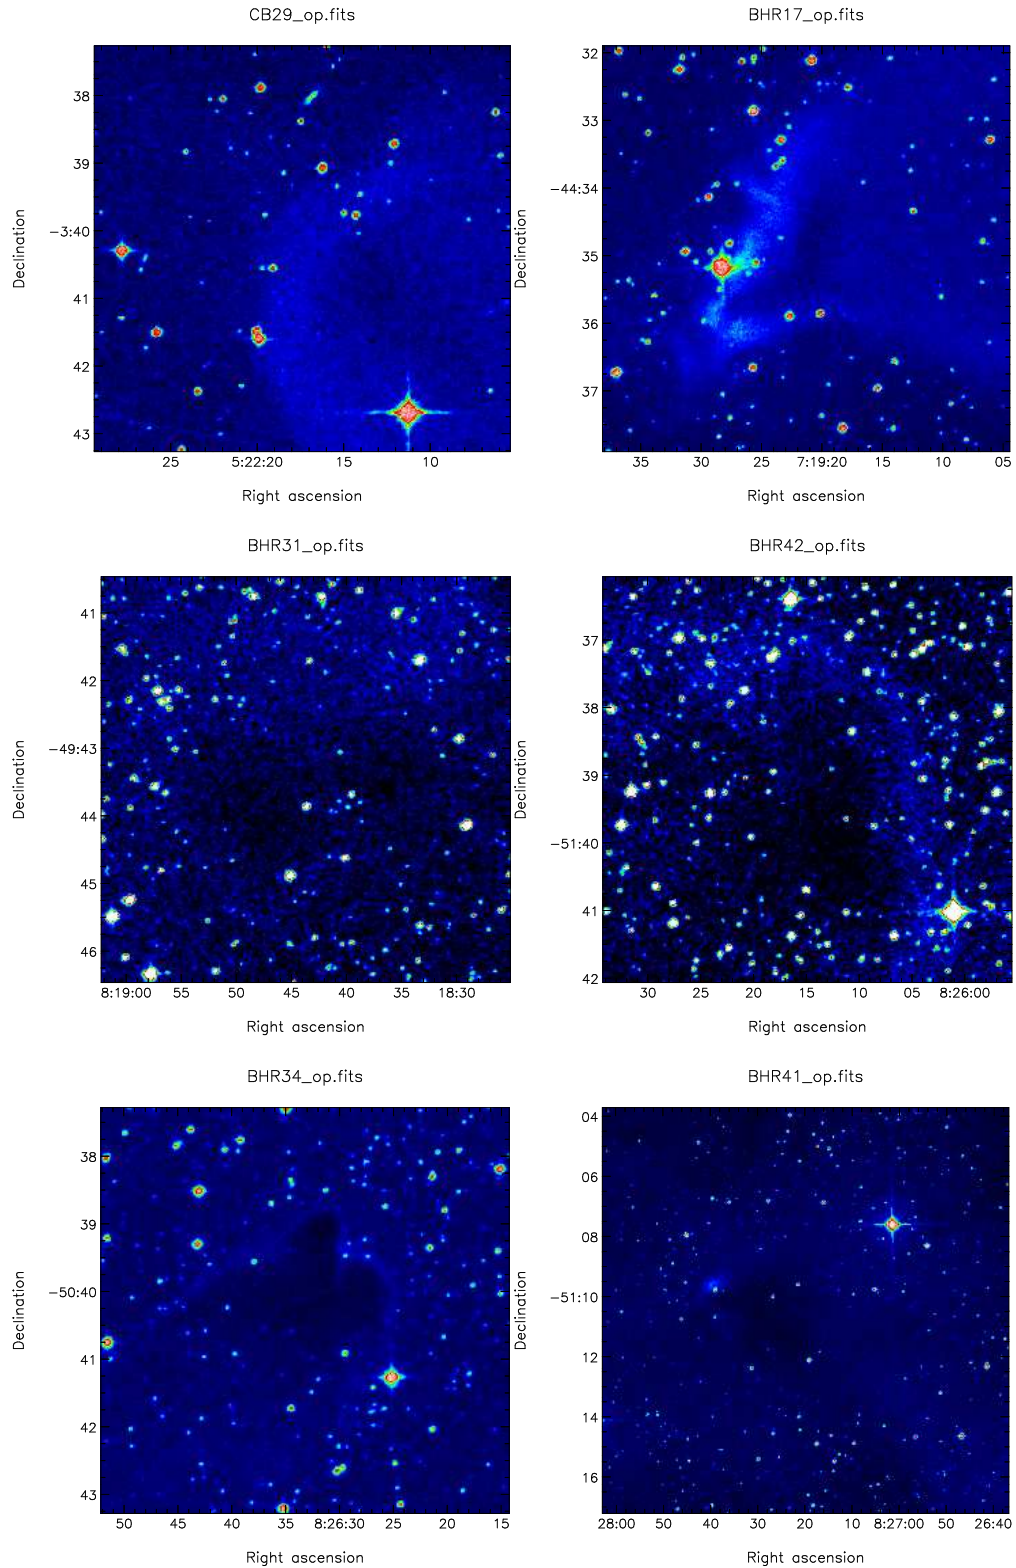 CB29_op.fits
38
39
−3:40
41
42
43
Declination
25 5:22:20 15 10
Right ascension
BHR17_op.fits
32
33
−44:34
35
36
37
Declination
35 30 25 7:19:20 15 10 05
Right ascension
BHR31_op.fits
41
42
−49:43
44
45
46
Declination
8:19:00 55 50 45 40 35 18:30
Right ascension
BHR42_op.fits
37
38
39
−51:40
41
42
Declination
30 25 20 15 10 05 8:26:00
Right ascension
BHR34_op.fits
38
39
−50:40
41
42
43
Declination
50 45 40 35 8:26:30 25 20 15
Right ascension
BHR41_op.fits
04
06
08
−51:10
12
14
16
Declination
28:00 50 40 30 20 10 8:27:00 50 26:40
Right ascension